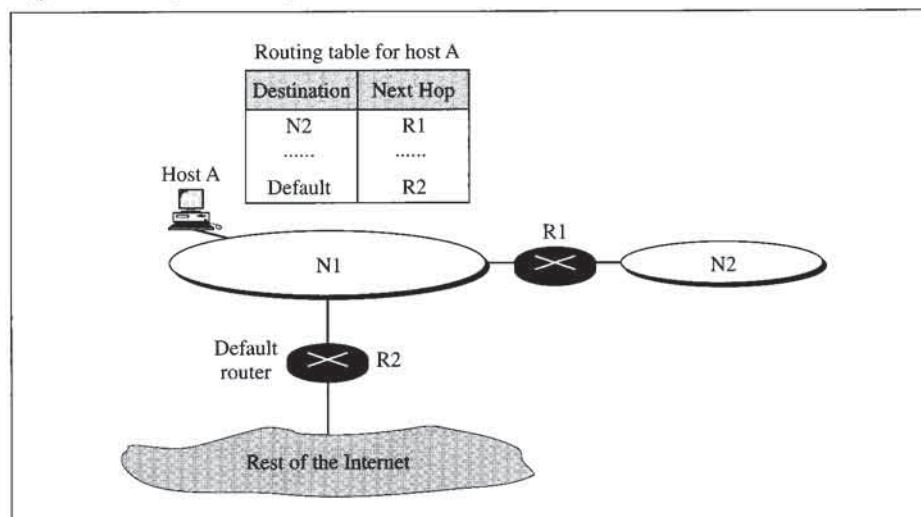 Routing table for host A
Destination Next Hop
N2 R1
...... ......
Default R2
Host A
R1
N1
N2
Default
router
R2
Rest of the Internet